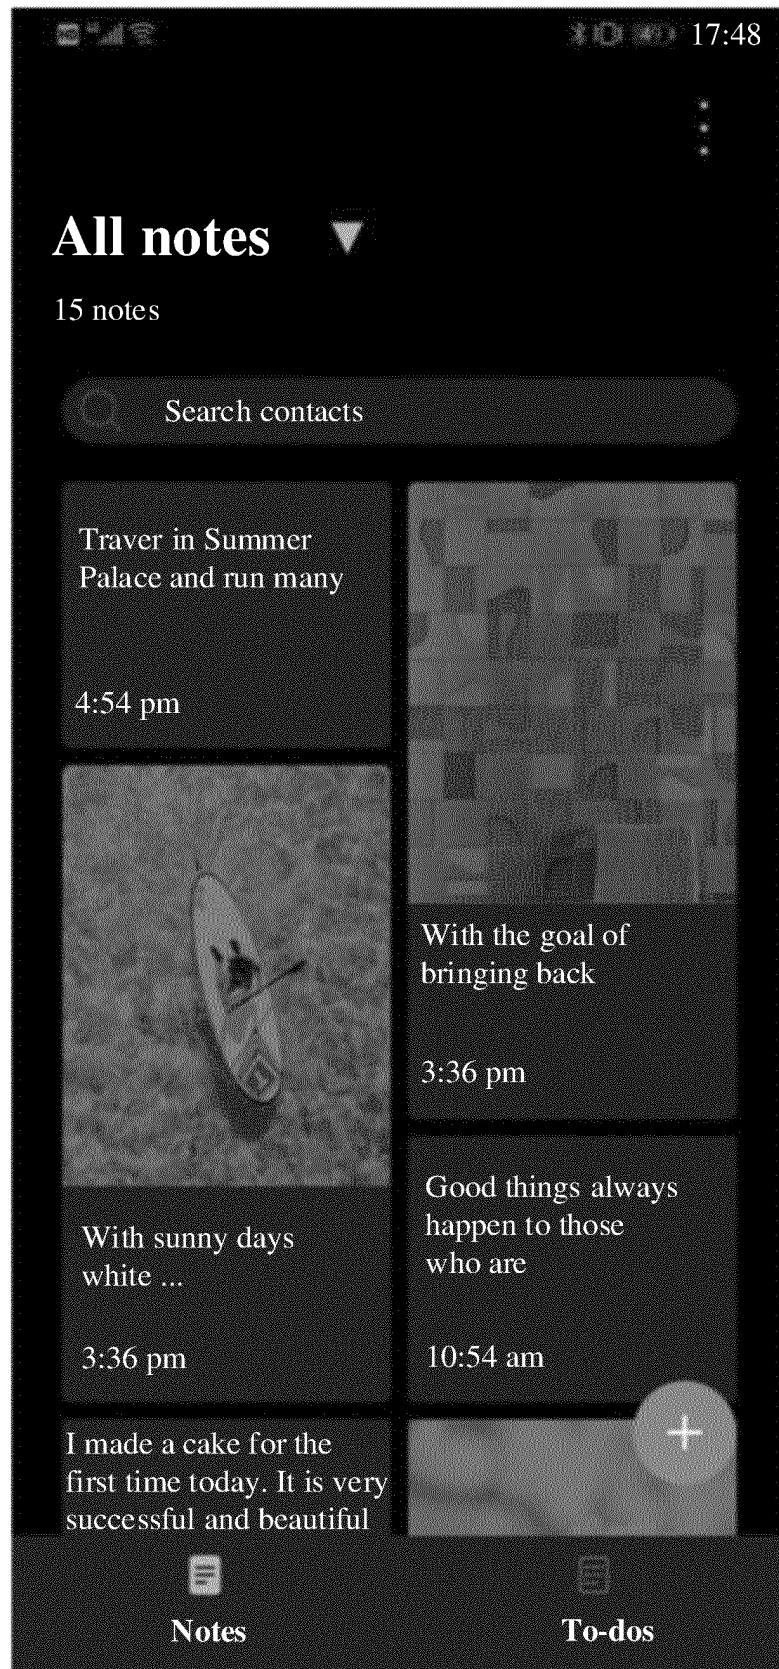 17:48
All notes
15 notes
Search contacts
Traver in Summer
Palace and run many
4:54 pm
With the goal of
bringing back
3:36 pm
With sunny days
white ...
3:36 pm
Good things always
happen to those
who are
10:54 am
I made a cake for the
first time today. It is very
successful and beautiful
Notes
To-dos